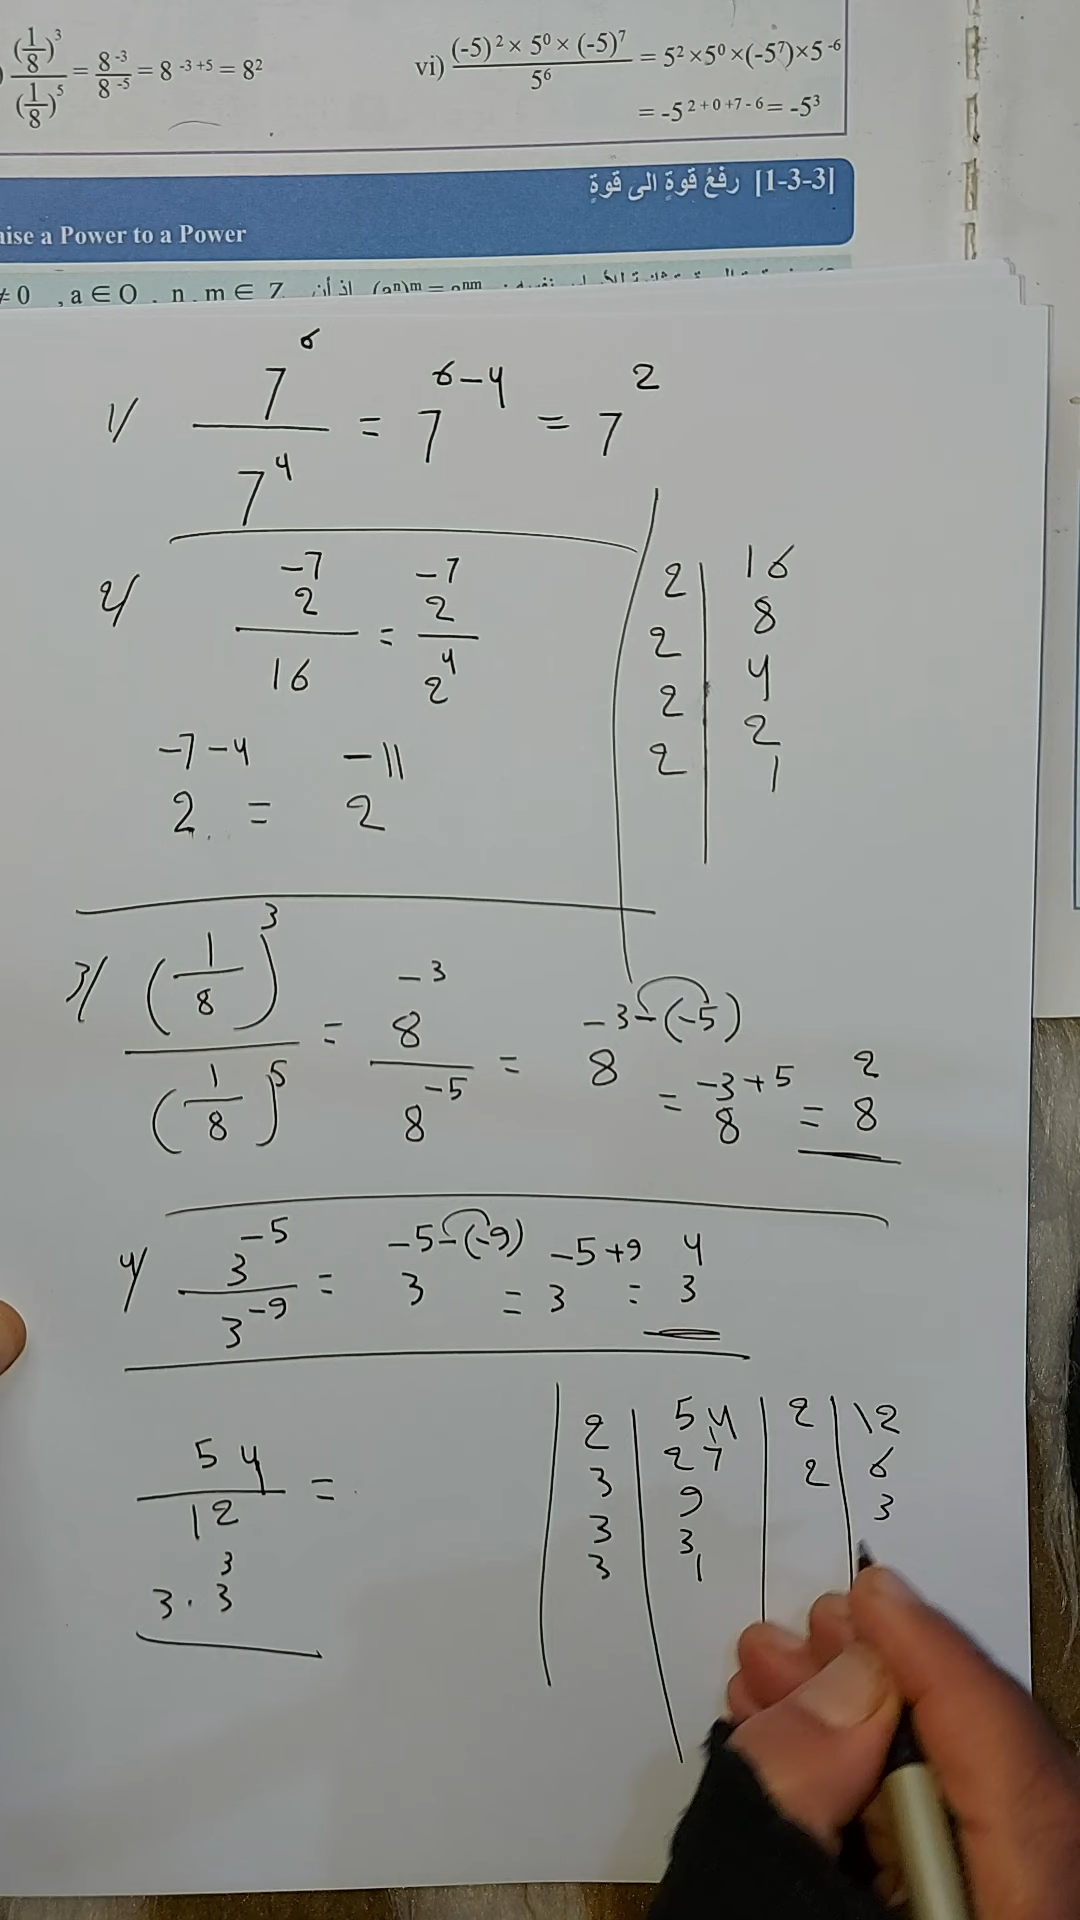 (1/8)³ / (1/8)⁵ = 8⁻³ / 8⁻⁵ = 8⁻³⁺⁵ = 8²
vi) (-5)² × 5⁰ × (-5)⁷ / 5⁶ = 5² ×5⁰ ×(-5⁷)×5⁻⁶
= -5²⁺⁰⁺⁷⁻⁶ = -5³
[1-3-3] رفعُ قوةٍ الى قوةٍ
a Power to a Power
≠ 0 , a ∈ Q , n , m ∈ Z اذ أن (aⁿ)ᵐ = aⁿᵐ
1/ 7⁶ / 7⁴ = 7⁶⁻⁴ = 7²
2/ 2⁻⁷ / 16 = 2⁻⁷ / 2⁴
2⁻⁷⁻⁴ = 2⁻¹¹
2 | 16
2 | 8
2 | 4
2 | 2
1
3/ (1/8)³ / (1/8)⁵ = 8⁻³ / 8⁻⁵ = 8⁻³⁻⁽⁻⁵⁾
= 8⁻³⁺⁵ = 8²
4/ 3⁻⁵ / 3⁻⁹ = 3⁻⁵⁻⁽⁻⁹⁾ = 3⁻⁵⁺⁹ = 3⁴
54 / 12 =
3 · 3³
2 | 54 | 2 | 12
3 | 27 | 2 | 6
3 | 9 | 3
3 | 3
1